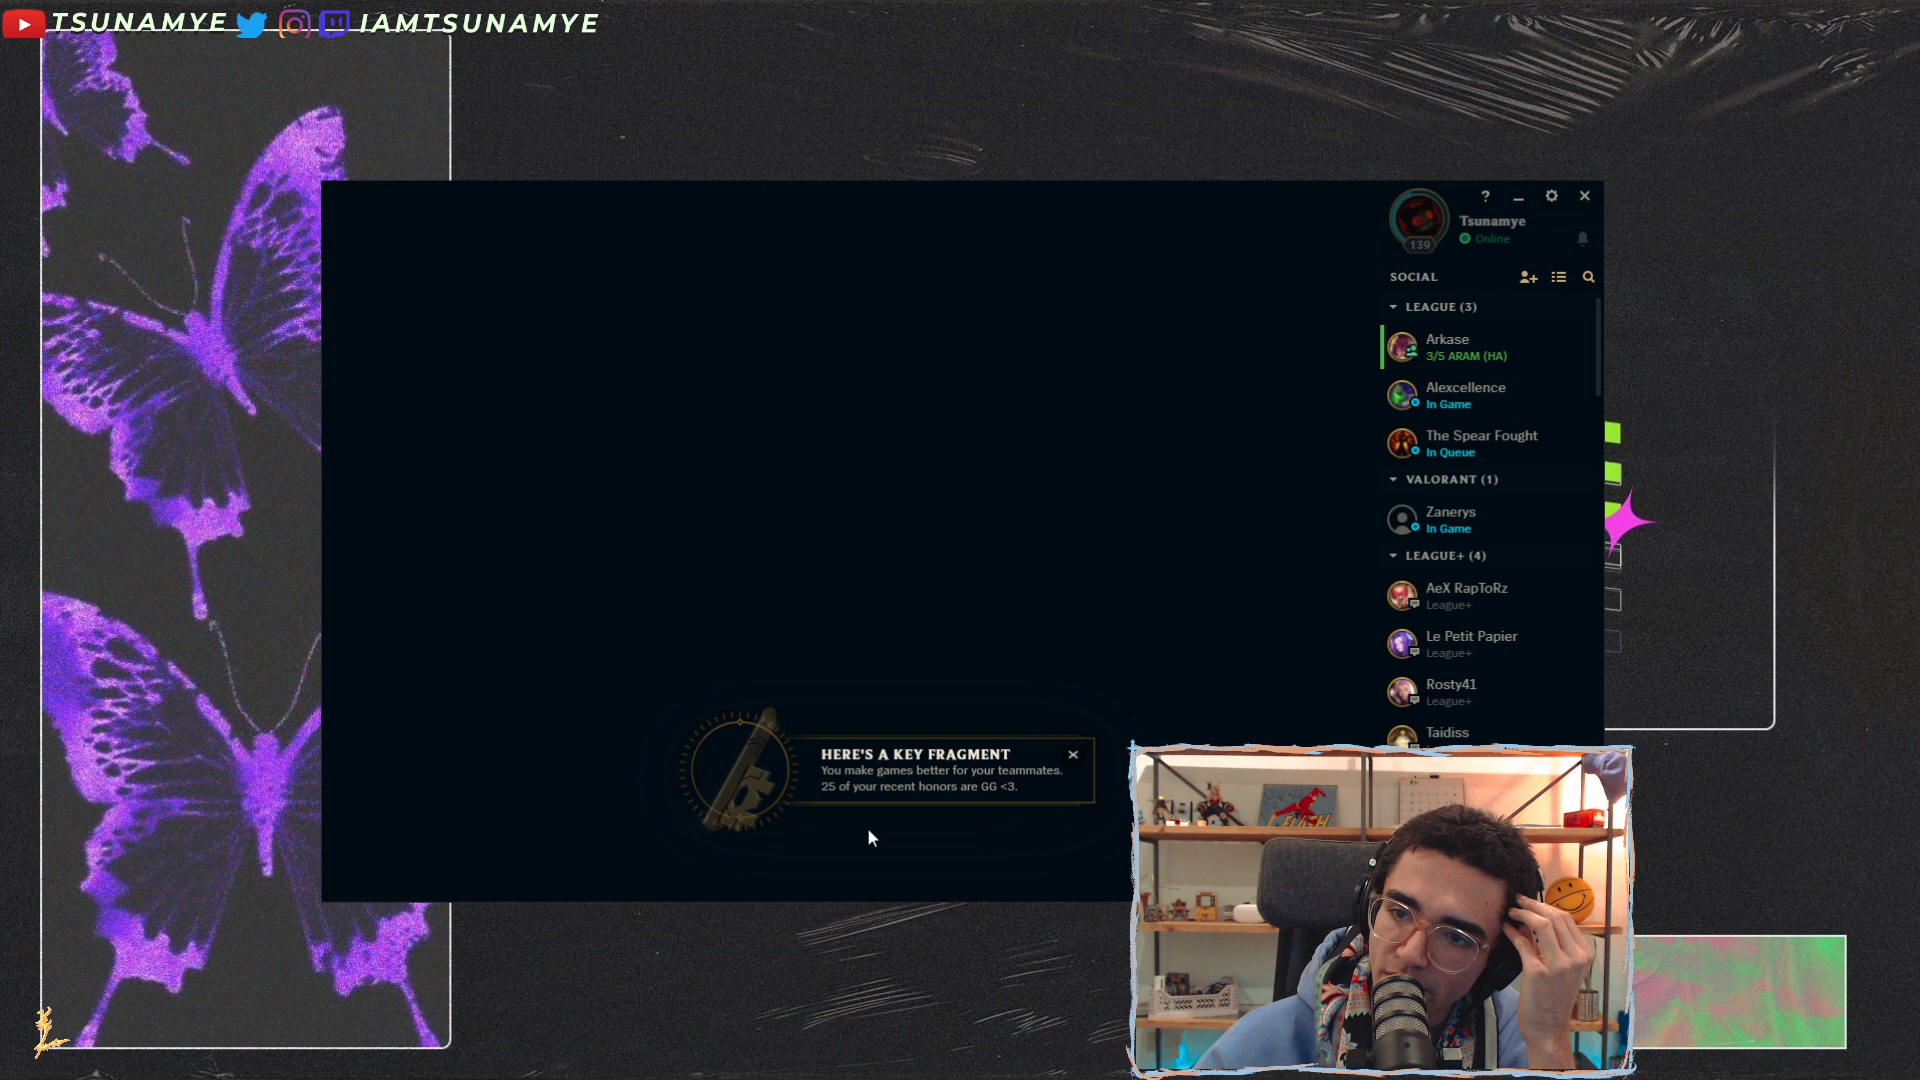 TSUNAMYE IAMTSUNAMYE
Tsunamye
139
Online
SOCIAL
LEAGUE (3)
Arkase
3/5 ARAM (HA)
Alexcellence
In Game
The Spear Fought
In Queue
VALORANT (1)
Zanerys
In Game
LEAGUE+ (4)
AeX RapToRz
League+
Le Petit Papier
League+
Rosty41
League+
Taidiss
HERE'S A KEY FRAGMENT
You make games better for your teammates.
25 of your recent honors are GG <3.